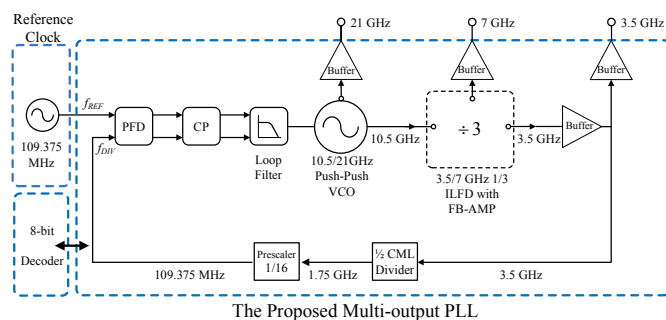 Reference
Clock
21 GHz
7 GHz
3.5 GHz
Buffer
Buffer
Buffer
fREF
PFD
CP
Loop
Filter
10.5 GHz
10.5/21GHz
Push-Push
VCO
÷ 3
3.5/7 GHz 1/3
ILFD with
FB-AMP
3.5 GHz
Buffer
109.375
MHz
fDIV
8-bit
Decoder
109.375 MHz
Prescaler
1/16
1.75 GHz
½ CML
Divider
3.5 GHz
The Proposed Multi-output PLL